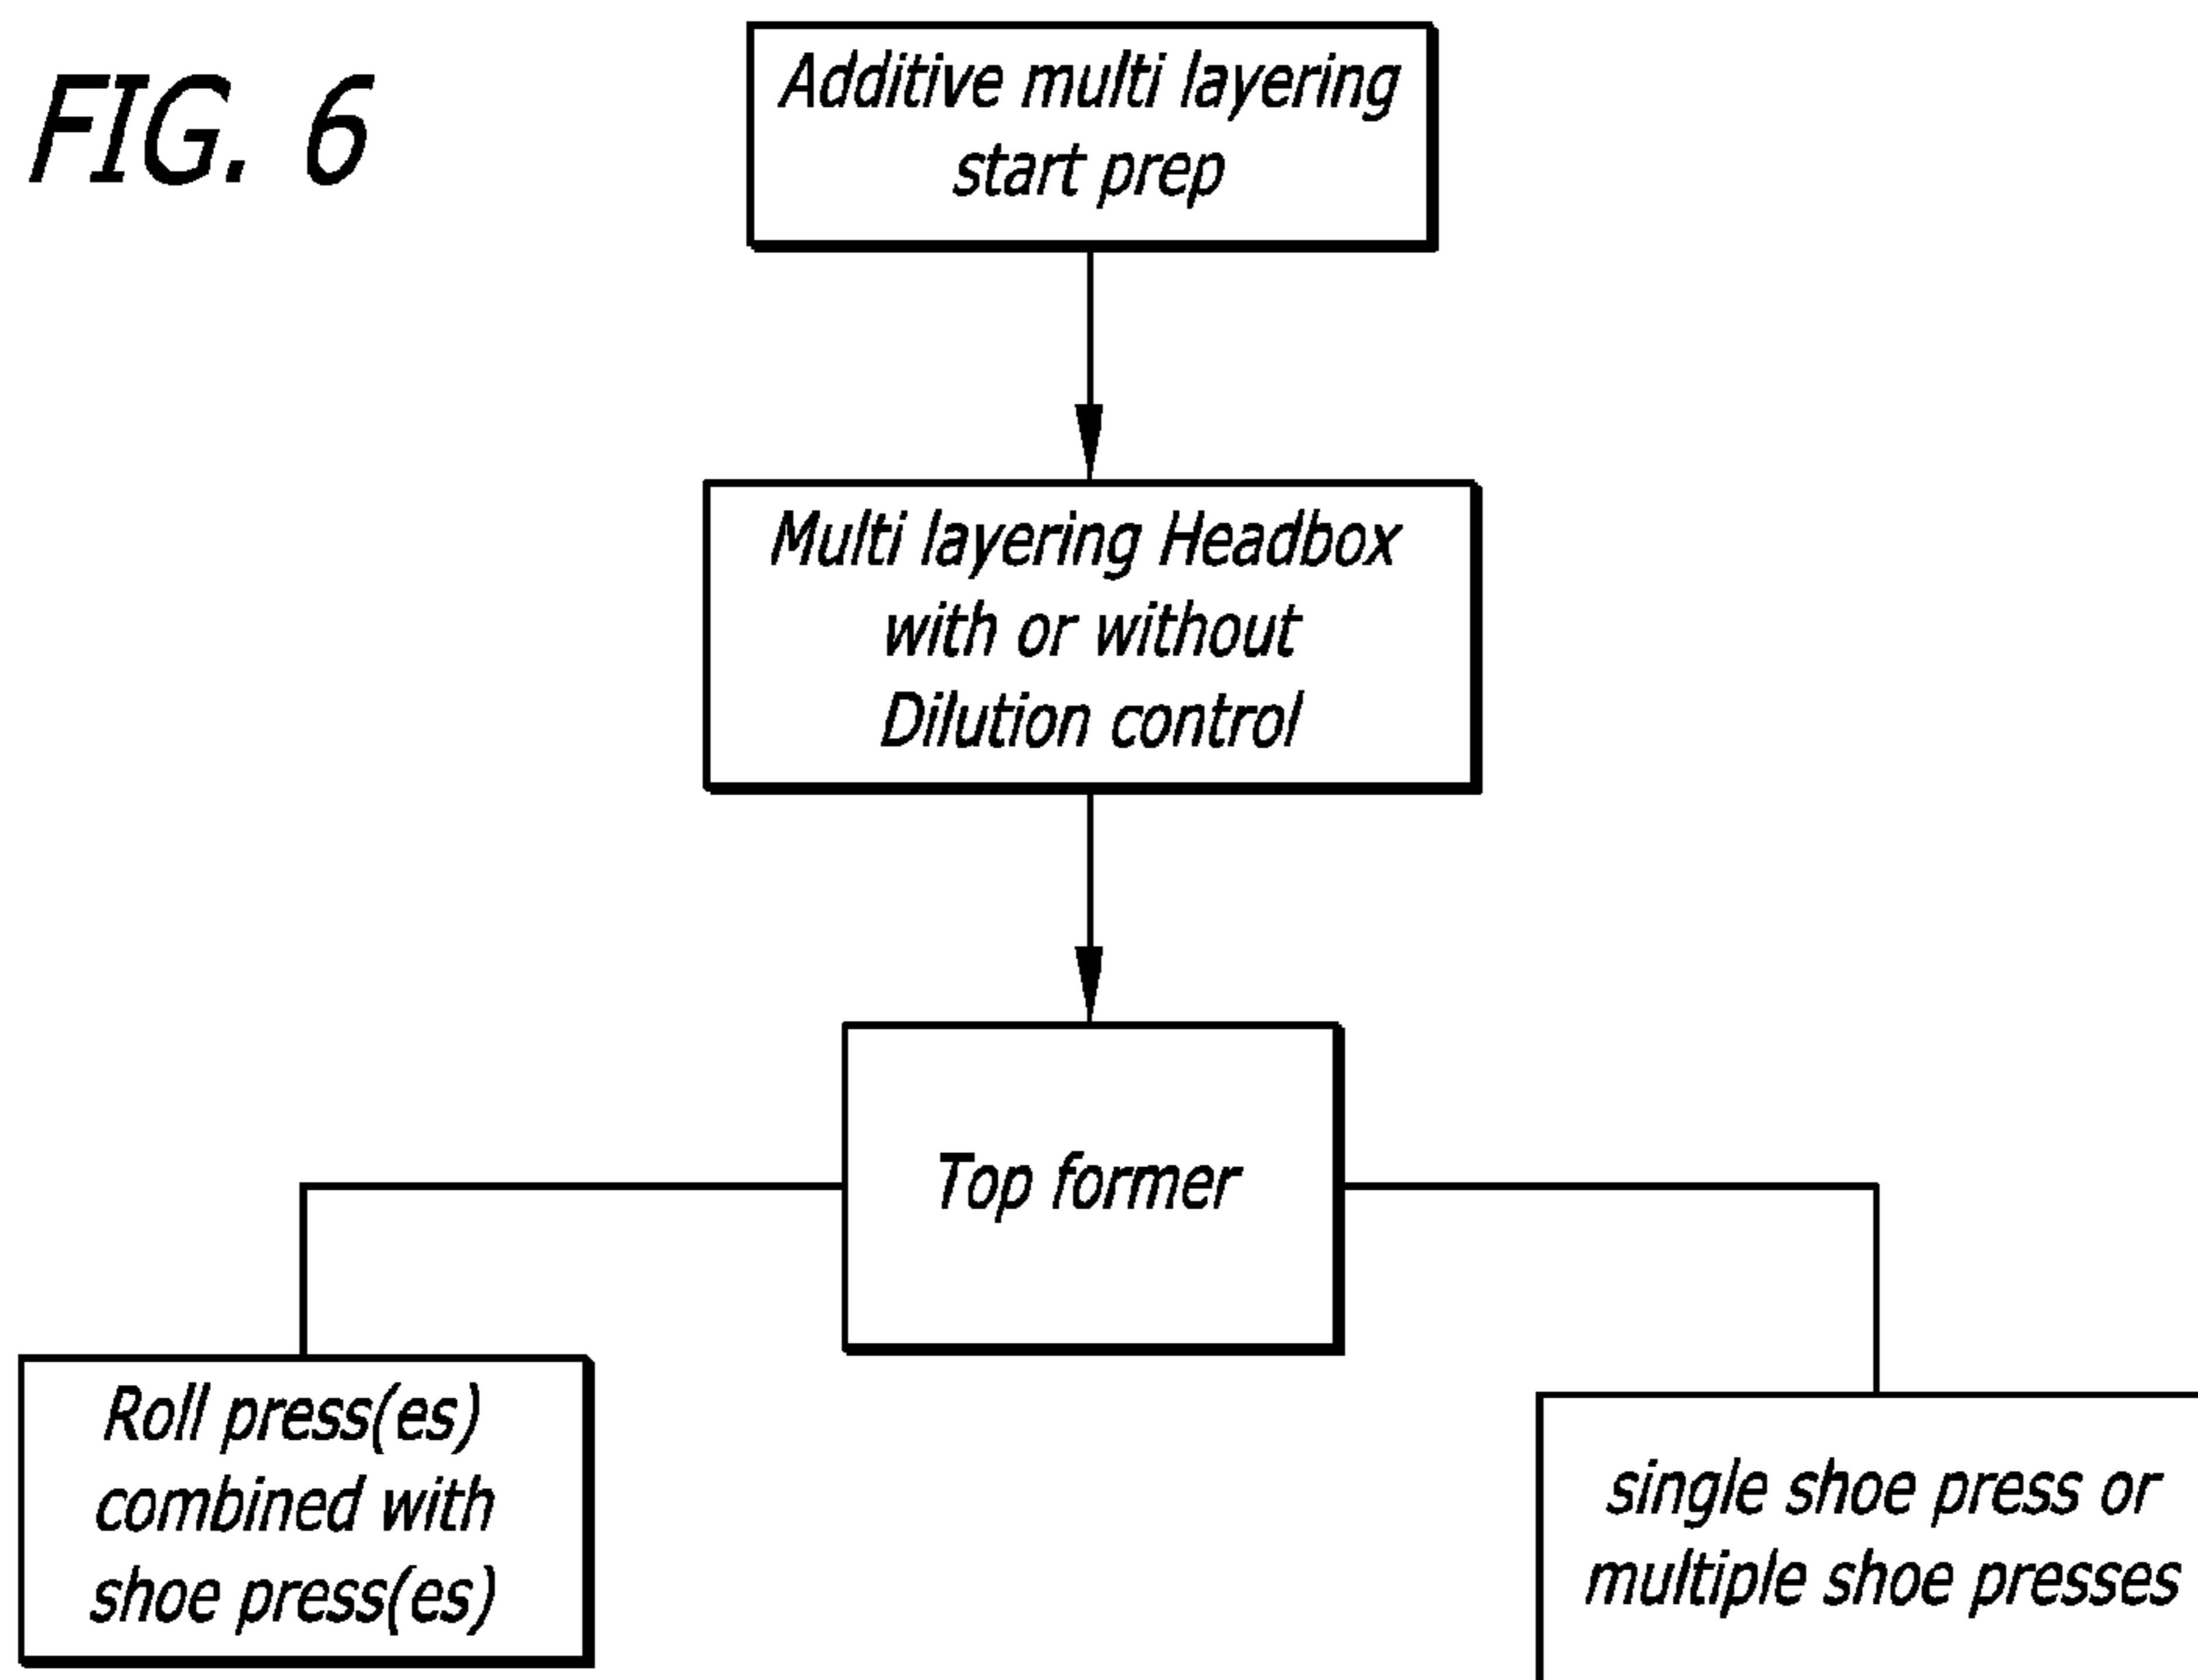 FIG. 6
Additive multi layering
start prep
Multi layering Headbox
with or without
Dilution control
Top former
Roll press(es)
combined with
shoe press(es)
single shoe press or
multiple shoe presses